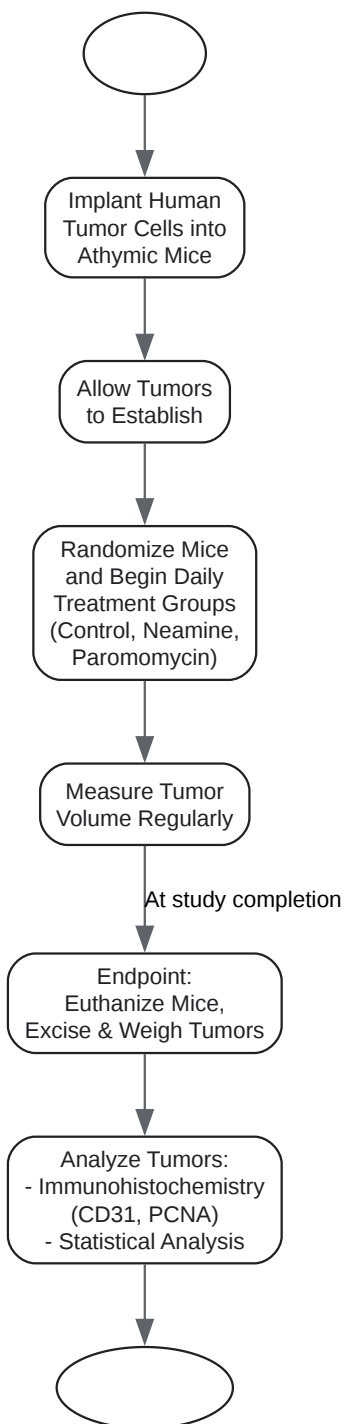 Implant Human
Tumor Cells into
Athymic Mice
Allow Tumors
to Establish
Randomize Mice
and Begin Daily
Treatment Groups
(Control, Neamine,
Paromomycin)
Measure Tumor
Volume Regularly
At study completion
Endpoint:
Euthanize Mice,
Excise & Weigh Tumors
Analyze Tumors:
- Immunohistochemistry
(CD31, PCNA)
- Statistical Analysis